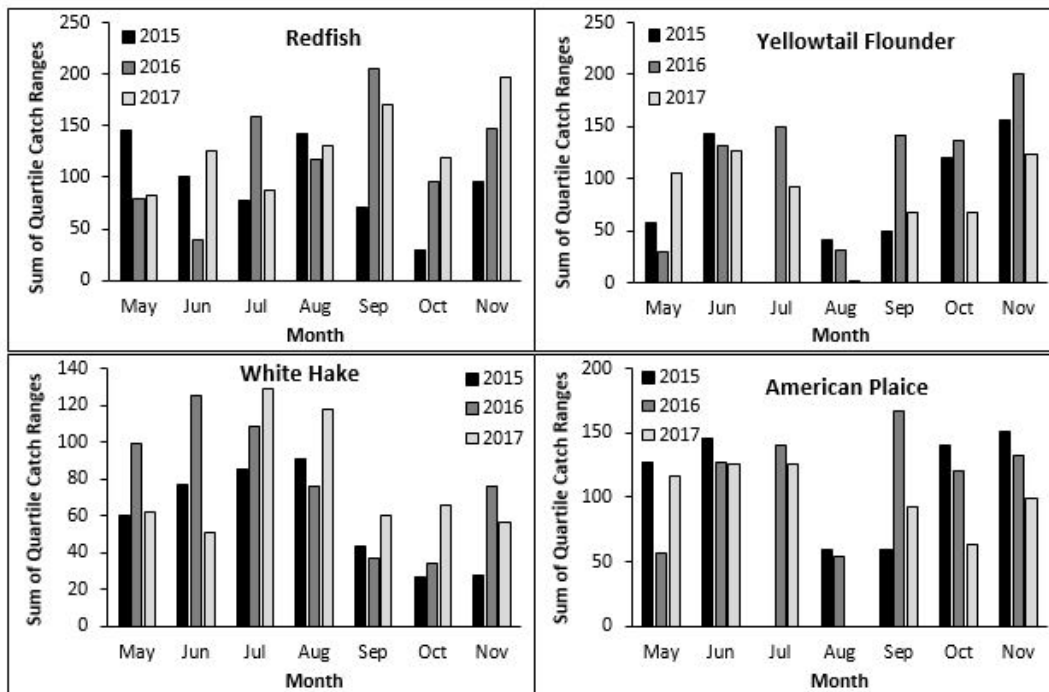 Redfish
2015
2016
2017
Sum of Quartile Catch Ranges
250
200
150
100
50
0
May Jun Jul Aug Sep Oct Nov
Month
Yellowtail Flounder
2015
2016
2017
Sum of Quartile Catch Ranges
250
200
150
100
50
0
May Jun Jul Aug Sep Oct Nov
Month
White Hake
2015
2016
2017
Sum of Quartile Catch Ranges
140
120
100
80
60
40
20
0
May Jun Jul Aug Sep Oct Nov
Month
American Plaice
2015
2016
2017
Sum of Quartile Catch Ranges
200
150
100
50
0
May Jun Jul Aug Sep Oct Nov
Month